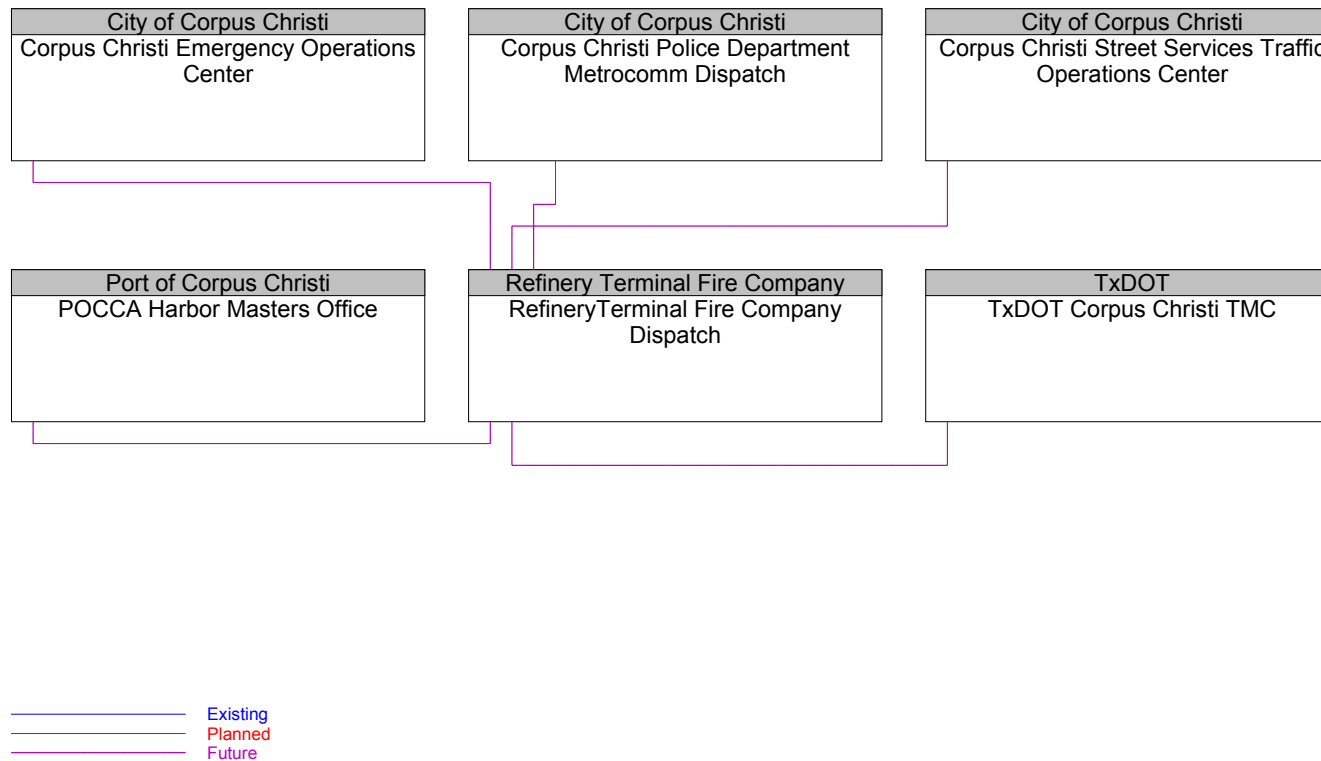 City of Corpus Christi
Corpus Christi Emergency Operations
Center
City of Corpus Christi
Corpus Christi Police Department
Metrocomm Dispatch
City of Corpus Christi
Corpus Christi Street Services Traffic
Operations Center
Port of Corpus Christi
POCCA Harbor Masters Office
Refinery Terminal Fire Company
RefineryTerminal Fire Company
Dispatch
TxDOT
TxDOT Corpus Christi TMC
Existing
Planned
Future